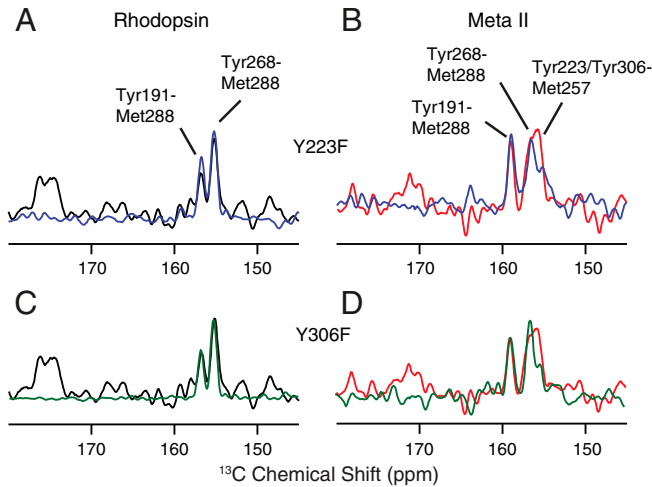 A Rhodopsin
B Meta II
Tyr191-
Met288
Tyr268-
Met288
Tyr268-
Met288
Tyr191-
Met288
Tyr223/Tyr306-
Met257
Y223F
170 160 150
170 160 150
C
D
Y306F
170 160 150
170 160 150
¹³C Chemical Shift (ppm)